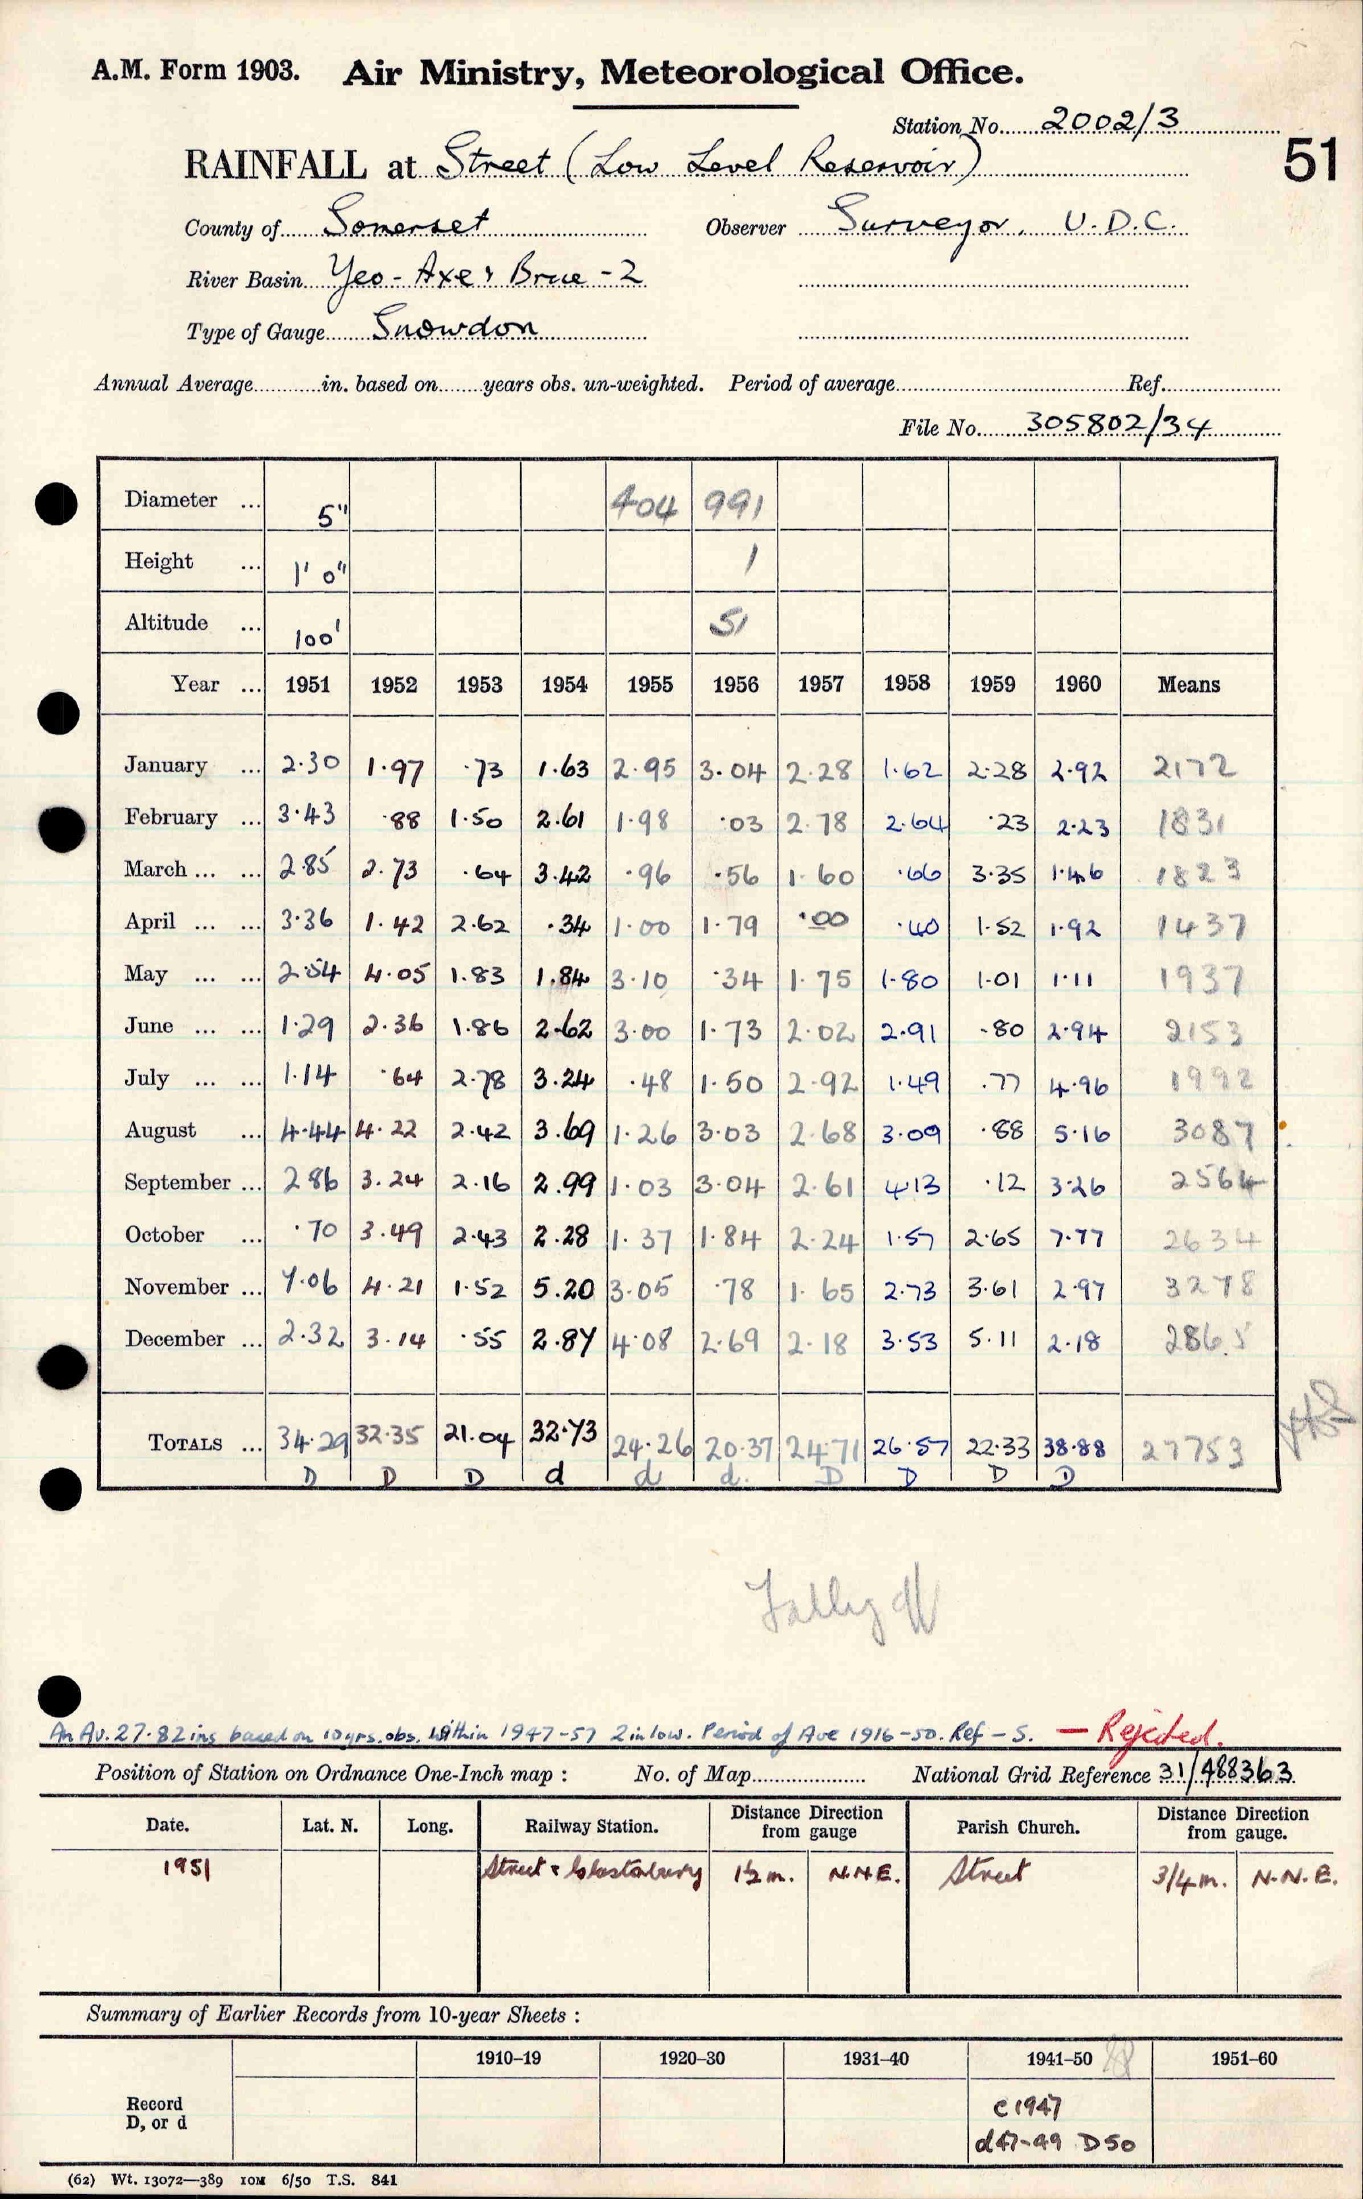 A.M. Form 1903. Air Ministry, Meteorological Office.
Station No. 2002/3
51
RAINFALL at Street (Low Level Reservoir)
County of Somerset Observer Surveyor, U.D.C.
River Basin Yeo-Axe & Brue-2
Type of Gauge Snowdon
Annual Average in. based on years obs. un-weighted. Period of average Ref.
File No. 305802/34
Diameter ... 5" 404 991
Height ... 1' 0" 1
Altitude ... 100' 51
Year ... 1951 1952 1953 1954 1955 1956 1957 1958 1959 1960 Means
January ... 2.30 1.97 .73 1.63 2.95 3.04 2.28 1.62 2.28 2.92 2172
February ... 3.43 .88 1.50 2.61 1.98 .03 2.78 2.64 .23 2.23 1831
March ... ... 2.85 2.73 .64 3.42 .96 .56 1.60 .66 3.35 1.46 1823
April ... ... 3.36 1.42 2.62 .34 1.00 1.79 .00 .40 1.52 1.92 1437
May ... ... 2.54 4.05 1.83 1.84 3.10 .34 1.75 1.80 1.01 1.11 1937
June ... ... 1.29 2.36 1.86 2.62 3.00 1.73 2.02 2.91 .80 2.94 2153
July ... ... 1.14 .64 2.78 3.24 .48 1.50 2.92 1.49 .77 4.96 1992
August ... 4.44 4.22 2.42 3.69 1.26 3.03 2.68 3.09 .88 5.16 3087
September ... 2 86 3.24 2.16 2.99 1.03 3.04 2.61 4.13 .12 3.26 2564
October ... .70 3.49 2.43 2.28 1.37 1.84 2.24 1.57 2.65 7.77 2634
November ... 7.06 4.21 1.52 5.20 3.05 .78 1.65 2.73 3.61 2.97 3278
December ... 2.32 3.14 .55 2.87 4.08 2.69 2.18 3.53 5.11 2.18 2865
TOTALS ... 34.29 32.35 21.04 32.73 24.26 20.37 24.71 26.57 22.33 38.88 27753
D D D d d d. D D D D
An Av. 27.82 ins based on 10 yrs. obs. Within 1947-57 2 in low. Period of Ave 1916-50. Ref - S. — Rejected.
Position of Station on Ordnance One-Inch map : No. of Map National Grid Reference 31/488363
Date. Lat. N. Long. Railway Station. Distance Direction from gauge Parish Church. Distance Direction from gauge.
1951 Street & Glastonbury 1½ m. N.N.E. Street 3/4 m. N.N.E.
Summary of Earlier Records from 10-year Sheets :
1910–19 1920–30 1931–40 1941–50 1951–60
Record D, or d
c 1947
d 47-49 D 50
(62) Wt. 13072—389 10M 6/50 T.S. 841